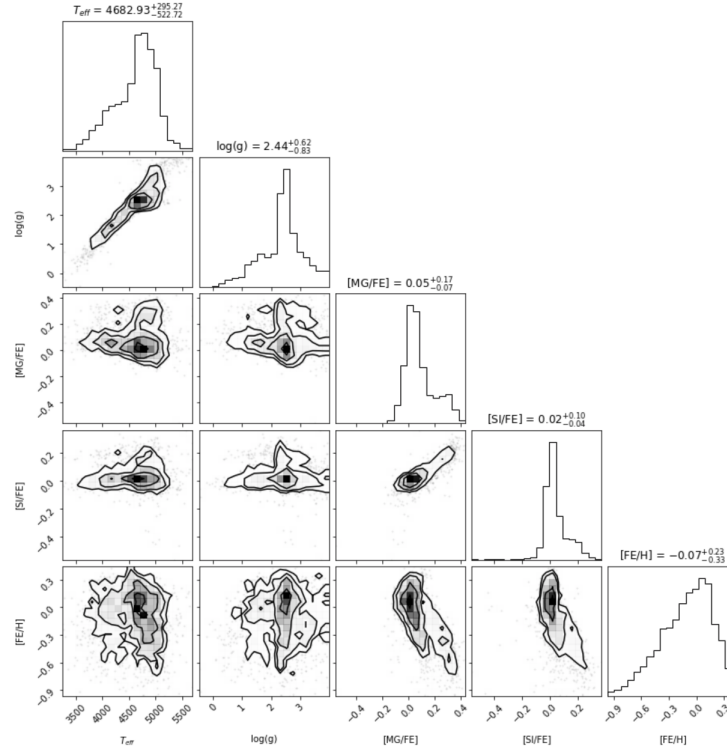 T_eff = 4682.93 +295.27 −522.72
log(g) = 2.44 +0.62 −0.83
3
2
1
0
log(g)
[MG/FE] = 0.05 +0.17 −0.07
0.4
0.2
0.0
−0.2
−0.4
[MG/FE]
[SI/FE] = 0.02 +0.10 −0.04
0.2
0.0
−0.2
−0.4
[SI/FE]
[FE/H] = −0.07 +0.23 −0.33
0.3
0.0
−0.3
−0.6
−0.9
[FE/H]
3500 4000 4500 5000 5500
0 1 2 3
−0.4 −0.2 0.0 0.2 0.4
−0.4 −0.2 0.0 0.2
−0.9 −0.6 −0.3 0.0 0.3
T_eff log(g) [MG/FE] [SI/FE] [FE/H]